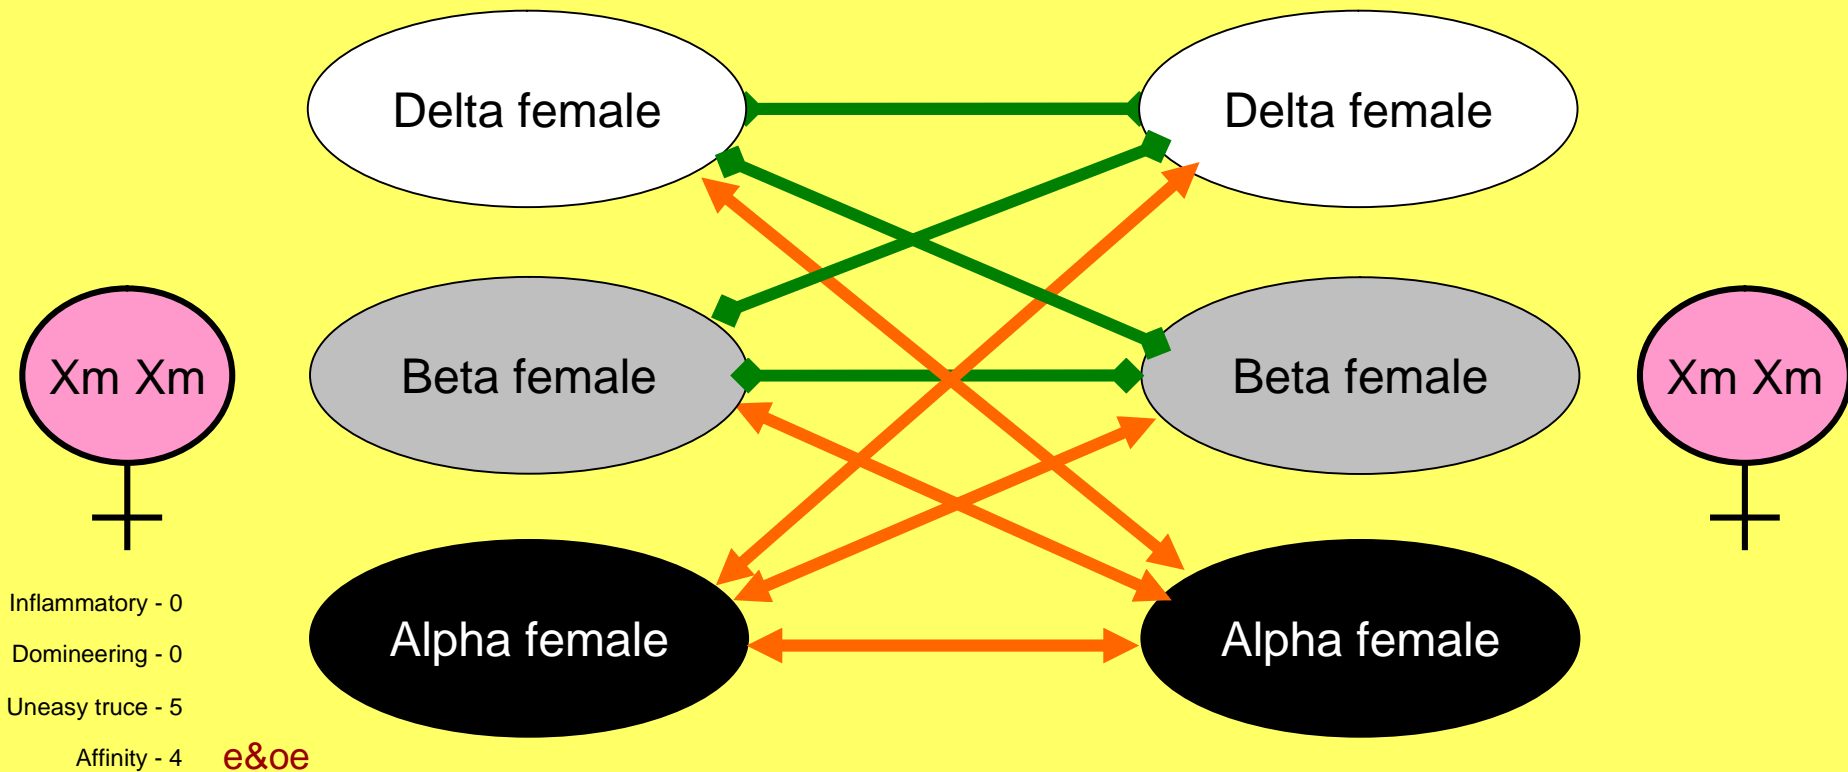 Delta female
Delta female
Xm Xm
Beta female
Beta female
Xm Xm
Inflammatory - 0
Alpha female
Alpha female
Domineering - 0
Uneasy truce - 5
Affinity - 4
e&oe